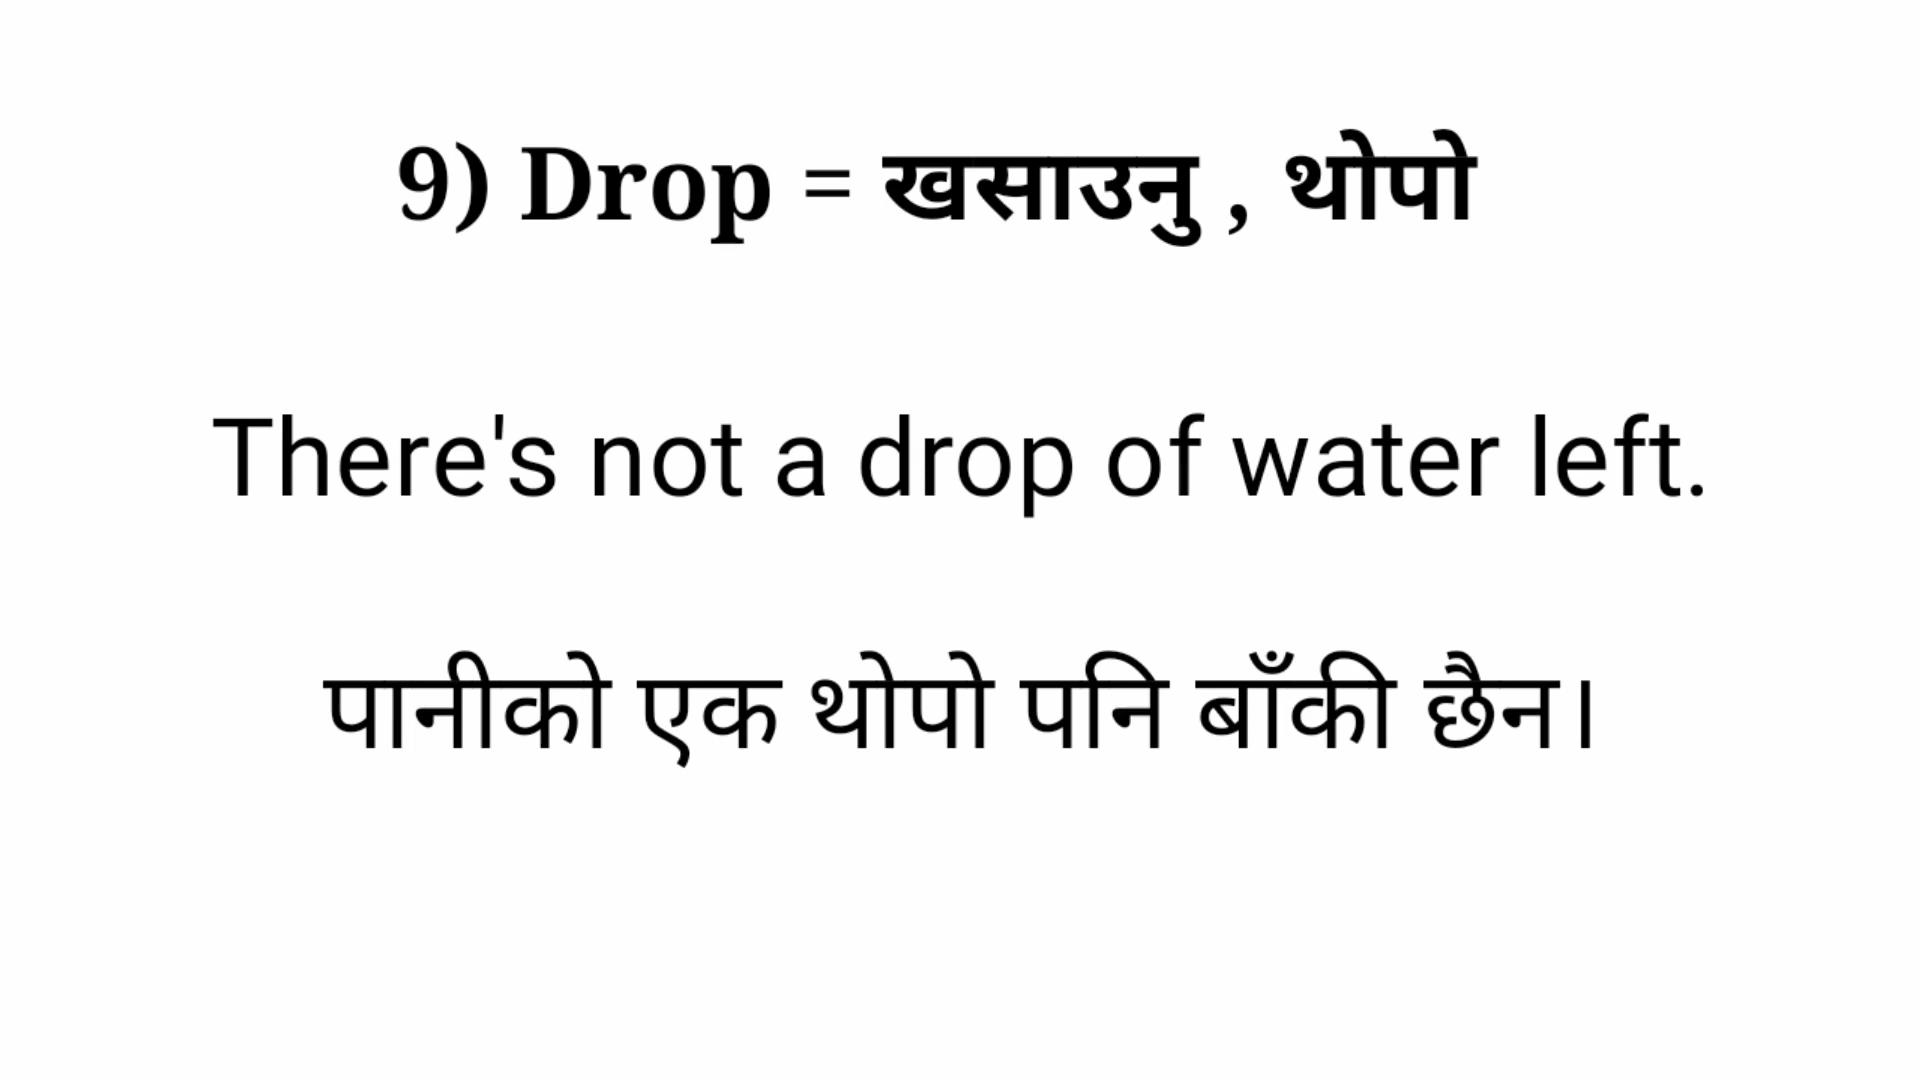 9) Drop = खसाउनु , थोपो
There's not a drop of water left.
पानीको एक थोपो पनि बाँकी छैन।